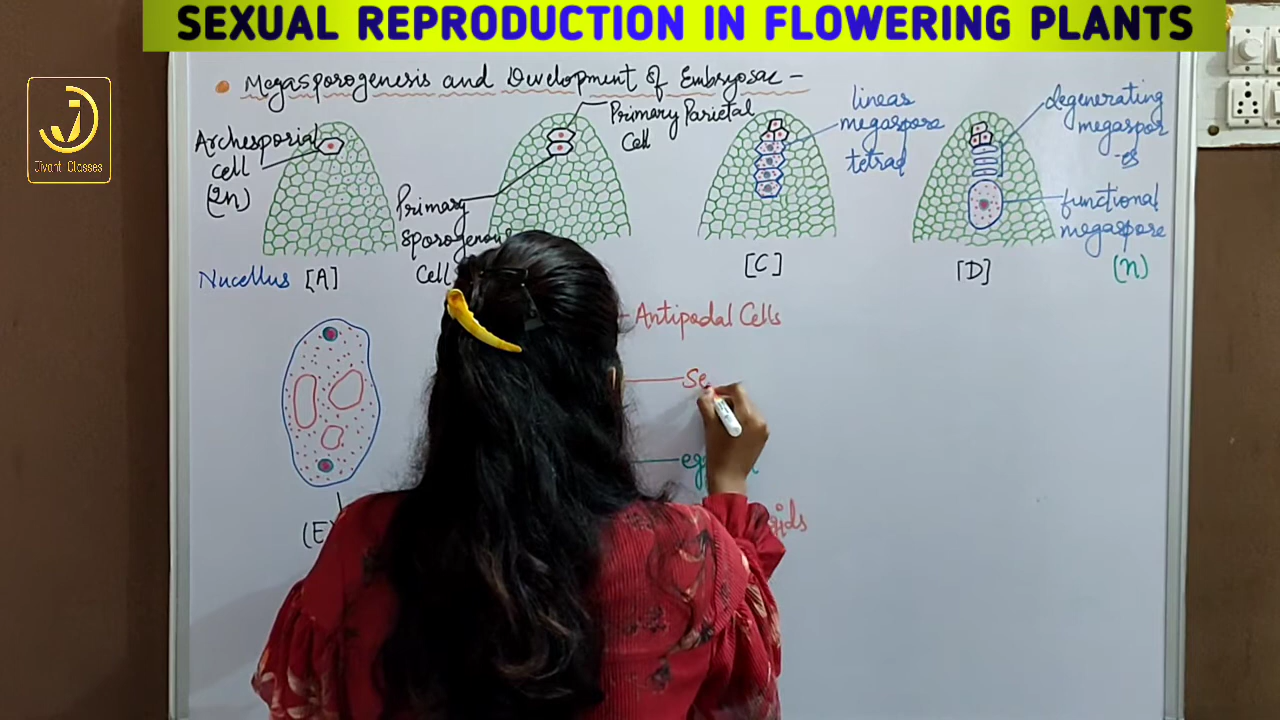 SEXUAL REPRODUCTION IN FLOWERING PLANTS
Megasporogenesis and Development of Embryosac -
Jivant Classes
Archesporial
cell
(2n)
Nucellus [A]
Primary Parietal
Cell
Primary
sporogenous
Cell
linear
megaspore
tetrad
[C]
degenerating
megaspor
-es
functional
megaspore
(n)
[D]
Antipodal Cells
Se
(E)